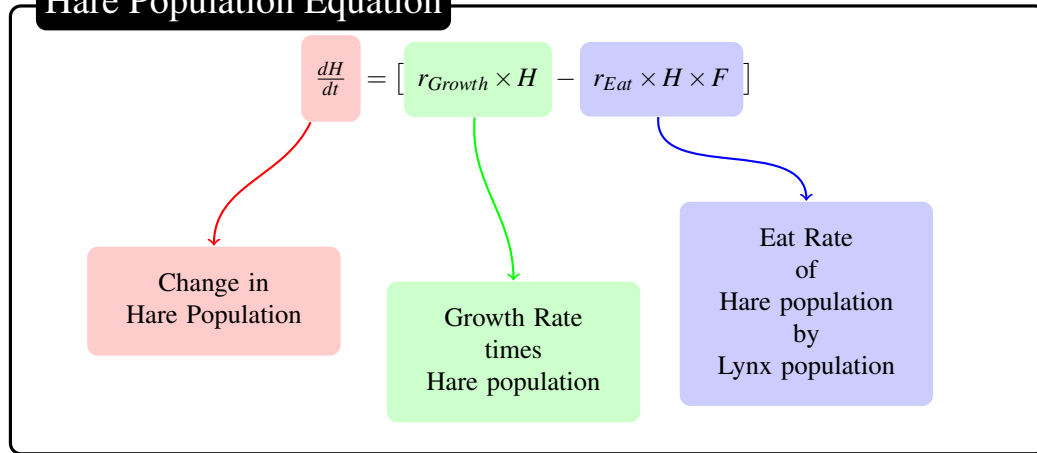 Hare Population Equation
dH/dt = [ r_Growth × H − r_Eat × H × F ]
Change in
Hare Population
Growth Rate
times
Hare population
Eat Rate
of
Hare population
by
Lynx population